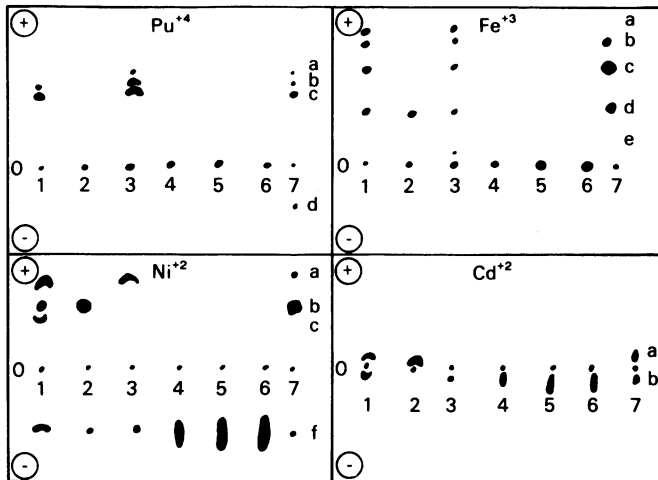 + Pu+4
a
b
c
0
1 2 3 4 5 6 7
d
-
+ Fe+3
a
b
c
d
e
0
1 2 3 4 5 6 7
-
+ Ni+2
a
b
c
0
1 2 3 4 5 6 7
f
-
+ Cd+2
a
0
b
1 2 3 4 5 6 7
-